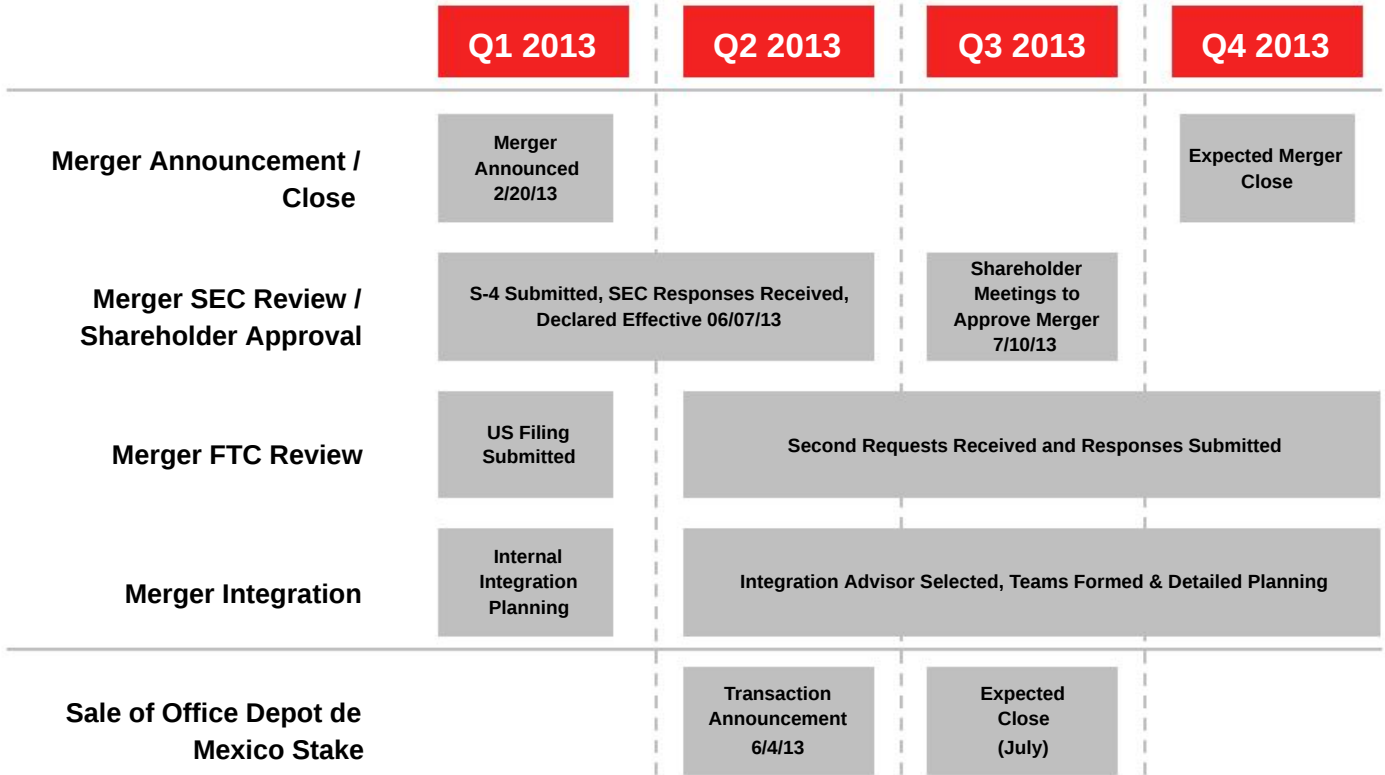 Q1 2013
Q2 2013
Q3 2013
Q4 2013
Merger Announcement /
Close
Merger
Announced
2/20/13
Expected Merger
Close
Merger SEC Review /
Shareholder Approval
S-4 Submitted, SEC Responses Received,
Declared Effective 06/07/13
Shareholder
Meetings to
Approve Merger
7/10/13
Merger FTC Review
US Filing
Submitted
Second Requests Received and Responses Submitted
Merger Integration
Internal
Integration
Planning
Integration Advisor Selected, Teams Formed & Detailed Planning
Sale of Office Depot de
Mexico Stake
Transaction
Announcement
6/4/13
Expected
Close
(July)